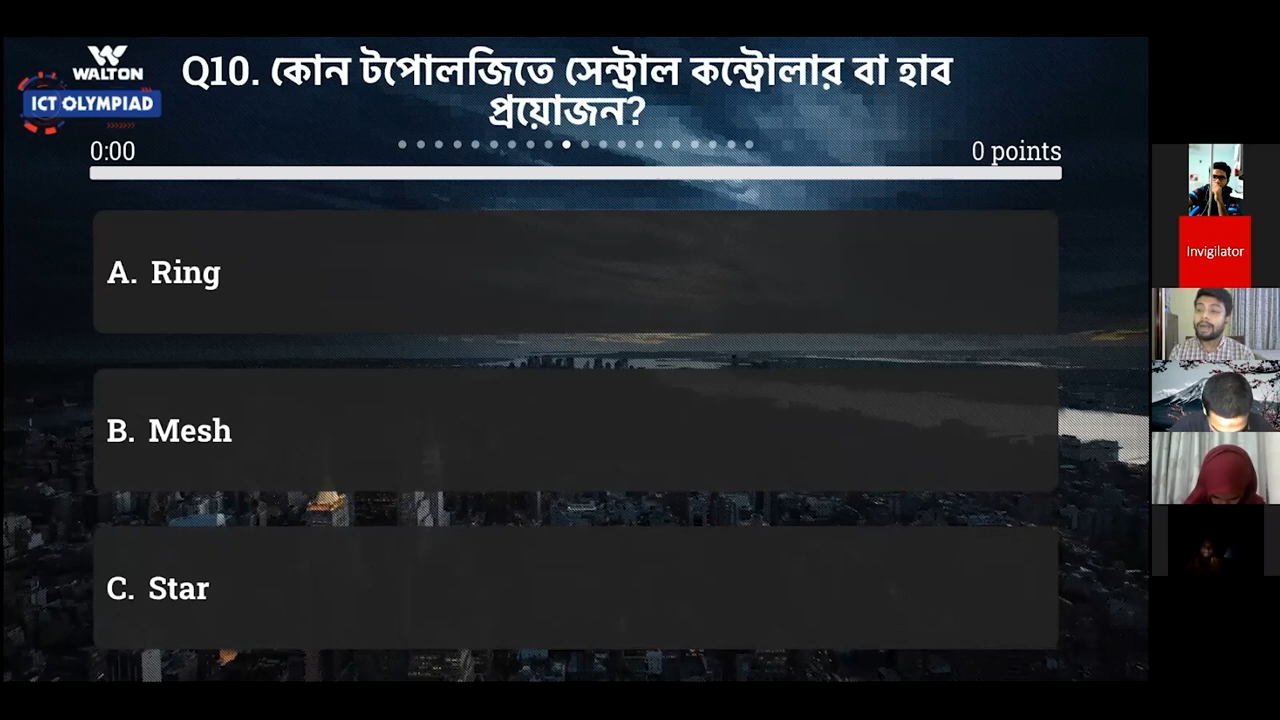 WALTON
ICT OLYMPIAD
Q10. কোন টপোলজিতে সেন্ট্রাল কন্ট্রোলার বা হাব
প্রয়োজন?
0:00
0 points
A. Ring
B. Mesh
C. Star
Invigilator